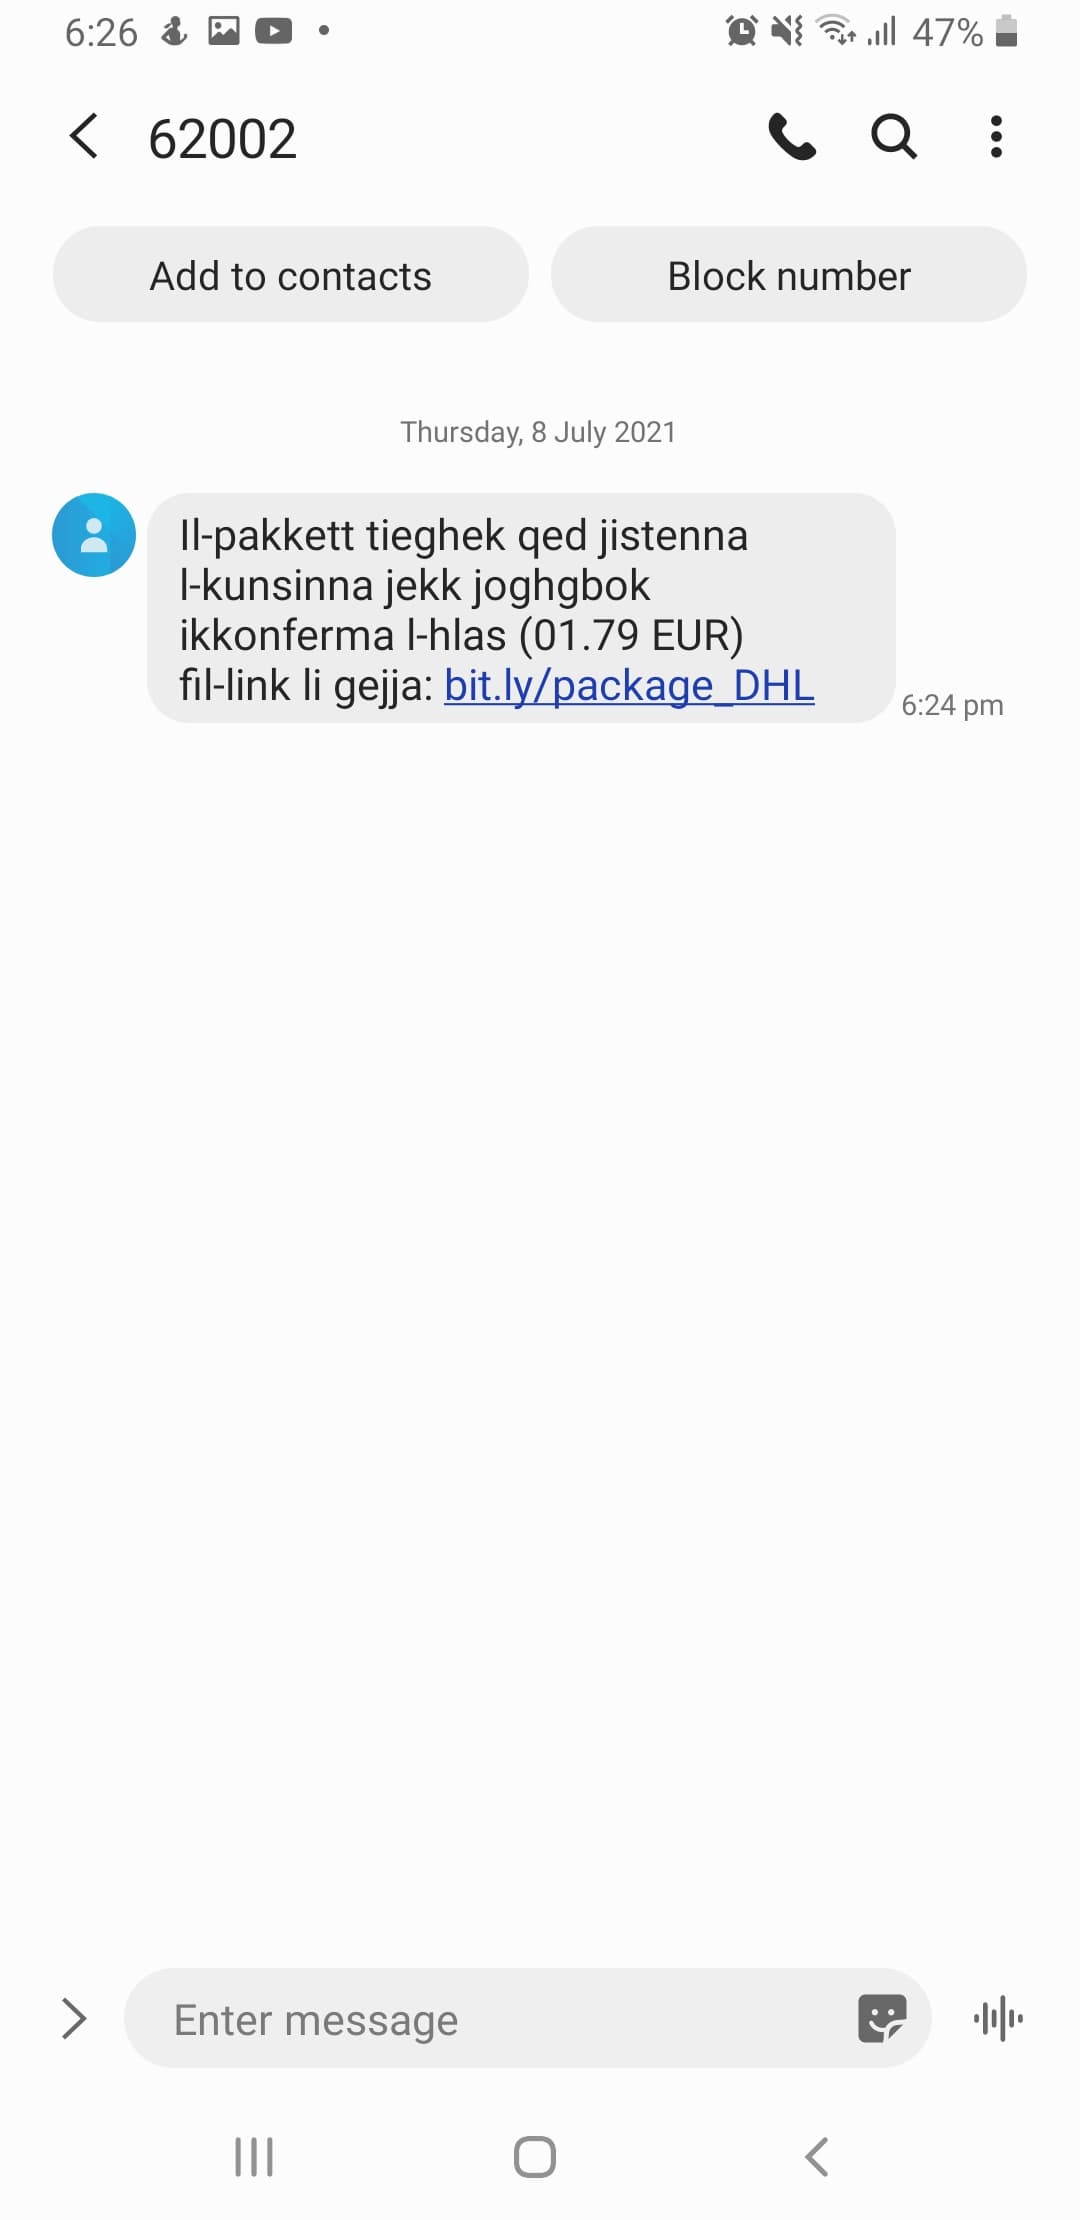 6:26
47%
62002
Add to contacts
Block number
Thursday, 8 July 2021
Il-pakkett tieghek qed jistenna
l-kunsinna jekk joghgbok
ikkonferma l-hlas (01.79 EUR)
fil-link li gejja: bit.ly/package_DHL
6:24 pm
Enter message